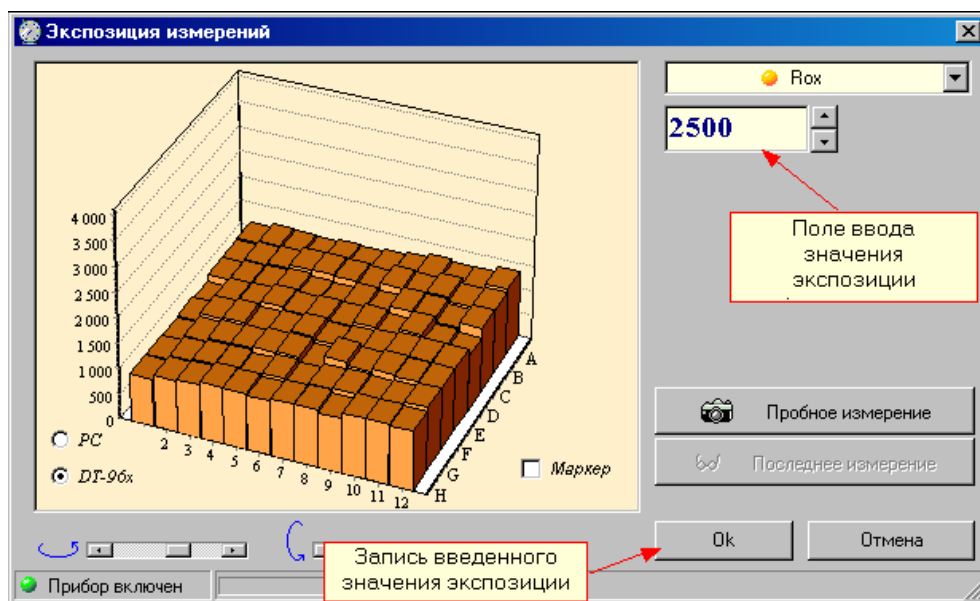 Экспозиция измерений
Rox
2500
Поле ввода
значения
экспозиции
4 000
3 500
3 000
2 500
2 000
1 500
1 000
500
0
2 3 4 5 6 7 8 9 10 11 12
A
B
C
D
E
F
G
H
PC
DT-96x
Маркер
Пробное измерение
Последнее измерение
Запись введенного
значения экспозиции
Ok
Отмена
Прибор включен